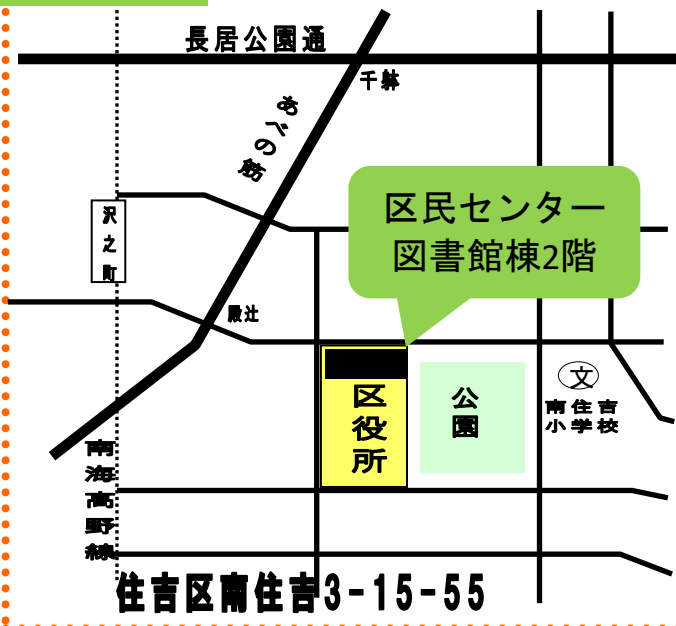 長居公園通
千躰
あべの筋
区民センター
図書館棟2階
沢之町
殿辻
区役所
公園
文
南住吉
小学校
南海高野線
住吉区南住吉3-15-55